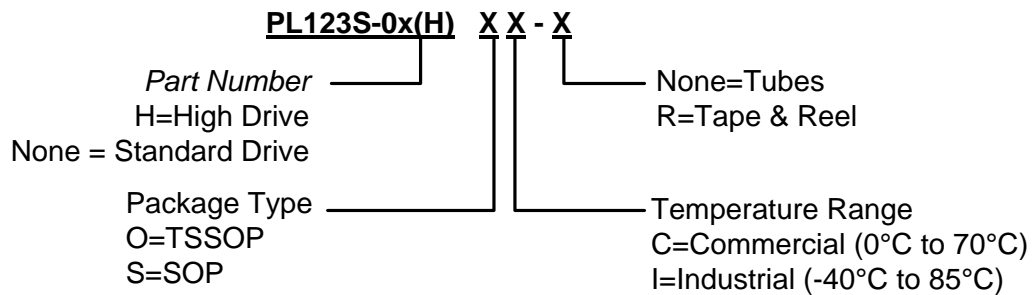 PL123S-0x(H) X X - X
Part Number
H=High Drive
None = Standard Drive
None=Tubes
R=Tape & Reel
Package Type
O=TSSOP
S=SOP
Temperature Range
C=Commercial (0°C to 70°C)
I=Industrial (-40°C to 85°C)